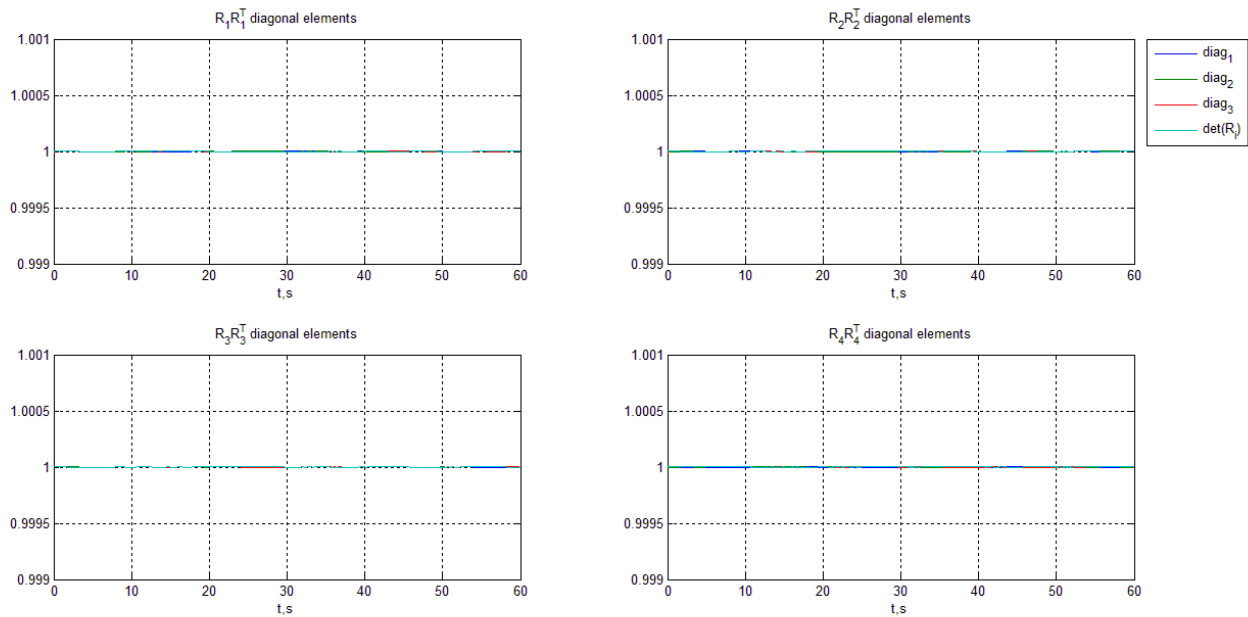 R₁R₁ᵀ diagonal elements
1.001
1.0005
1
0.9995
0.999
0 10 20 30 40 50 60
t,s
R₂R₂ᵀ diagonal elements
1.001
1.0005
1
0.9995
0.999
0 10 20 30 40 50 60
t,s
diag₁
diag₂
diag₃
det(Rᵢ)
R₃R₃ᵀ diagonal elements
1.001
1.0005
1
0.9995
0.999
0 10 20 30 40 50 60
t,s
R₄R₄ᵀ diagonal elements
1.001
1.0005
1
0.9995
0.999
0 10 20 30 40 50 60
t,s